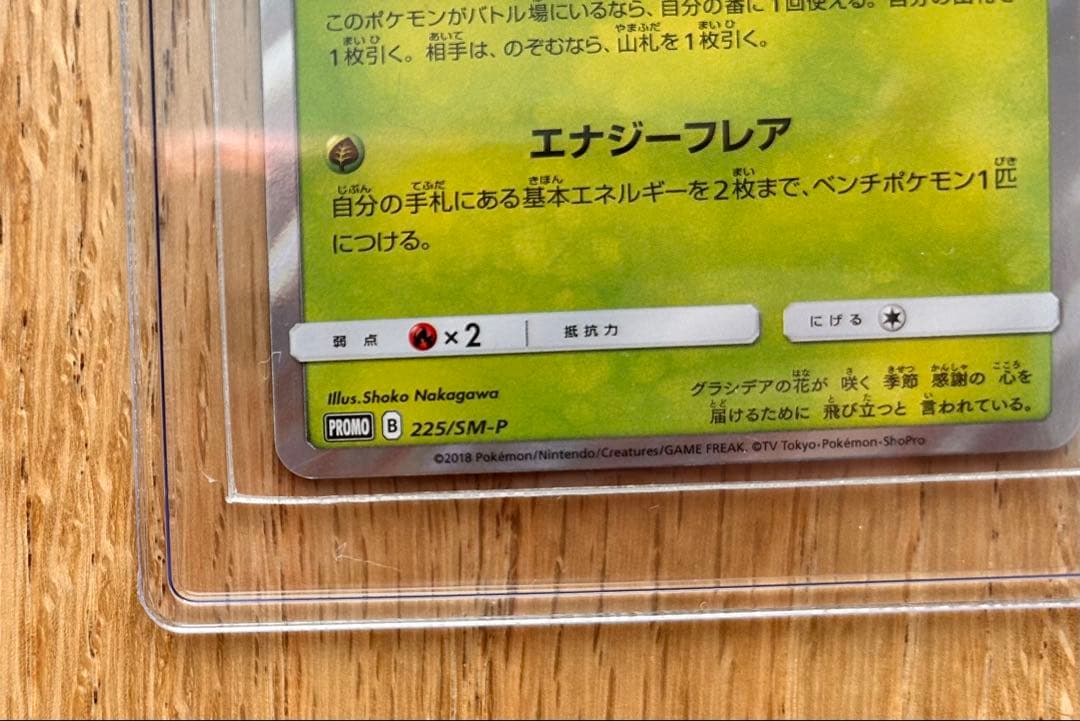 このポケモンがバトル場にいるなら、自分の番に1回使える。自分の山札を
1枚引く。相手は、のぞむなら、山札を1枚引く。
エナジーフレア
自分の手札にある基本エネルギーを2枚まで、ベンチポケモン1匹
につける。
弱点 ×2 抵抗力 にげる
Illus.Shoko Nakagawa
グラシデアの花が 咲く 季節 感謝の 心を
届けるために 飛び立つと 言われている。
PROMO B 225/SM-P
©2018 Pokémon/Nintendo/Creatures/GAME FREAK. ©TV Tokyo・Pokémon・ShoPro